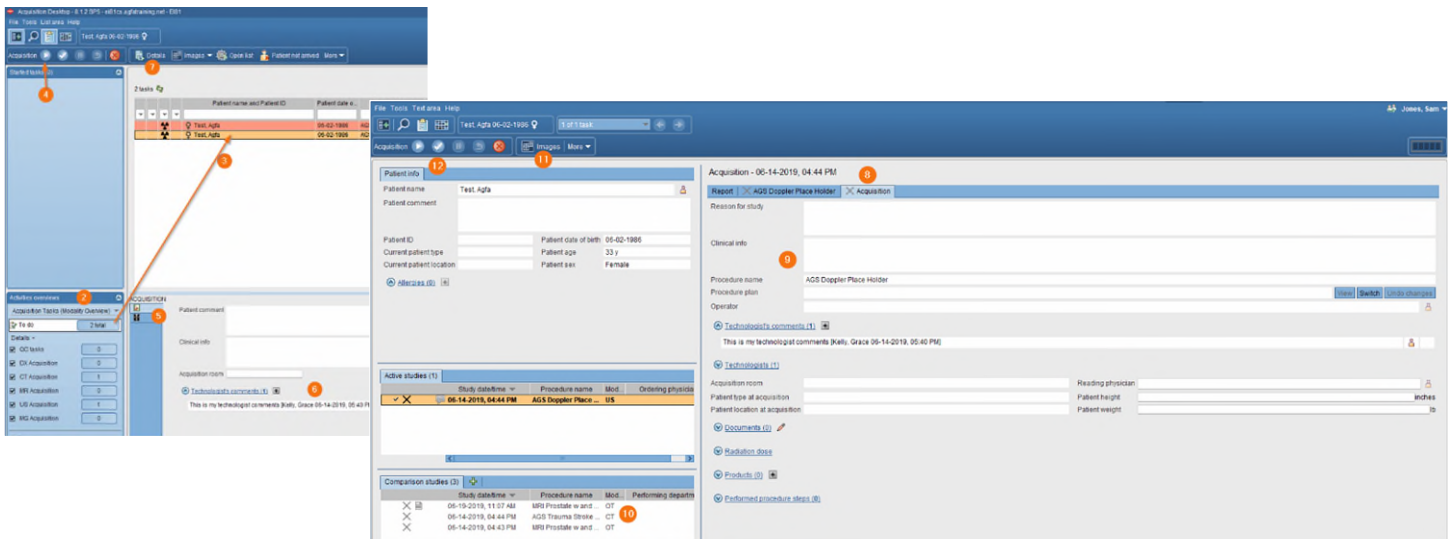 Acquisition Desktop - 8.1.2 SP5 - ei01cs.agfatraining.net - EI01
File Tools List area Help
Test, Agfa 06-02-1986
Acquisition Details Images Open list Patient not arrived More
7
Started tasks (0)
4
2 tasks
Patient name and Patient ID Patient date o...
Test, Agfa 06-02-1986
Test, Agfa 06-02-1986
3
Activities overviews 2
Acquisition Tasks (Modality Overview)
To do 2 total
Details
QC tasks 0
DX Acquisition 0
CT Acquisition 1
MR Acquisition 0
US Acquisition 1
MG Acquisition 0
ACQUISITION
5
Patient comment
Clinical info
Acquisition room
Technologist's comments (1) 6
This is my technologist comments [Kelly, Grace 06-14-2019, 05:40 P
File Tools Text area Help
Jones, Sam
Test, Agfa 06-02-1986 1 of 1 task
Acquisition Images More
12 11
Patient info
Patient name Test, Agfa
Patient comment
Patient ID Patient date of birth 06-02-1986
Current patient type Patient age 33 y
Current patient location Patient sex Female
Allergies (0)
Active studies (1)
Study date/time Procedure name Mod... Ordering physicia
06-14-2019, 04:44 PM AGS Doppler Place ... US
Comparison studies (3)
Study date/time Procedure name Mod... Performing departm
06-19-2019, 11:07 AM MRI Prostate w and ... OT
06-14-2019, 04:44 PM AGS Trauma Stroke ... CT 10
06-14-2019, 04:43 PM MRI Prostate w and ... OT
Acquisition - 06-14-2019, 04:44 PM 8
Report AGS Doppler Place Holder Acquisition
Reason for study
Clinical info
9
Procedure name AGS Doppler Place Holder
Procedure plan View Switch Undo changes
Operator
Technologist's comments (1)
This is my technologist comments [Kelly, Grace 06-14-2019, 05:40 PM]
Technologists (1)
Acquisition room Reading physician
Patient type at acquisition Patient height inches
Patient location at acquisition Patient weight lb
Documents (0)
Radiation dose
Products (0)
Performed procedure steps (0)